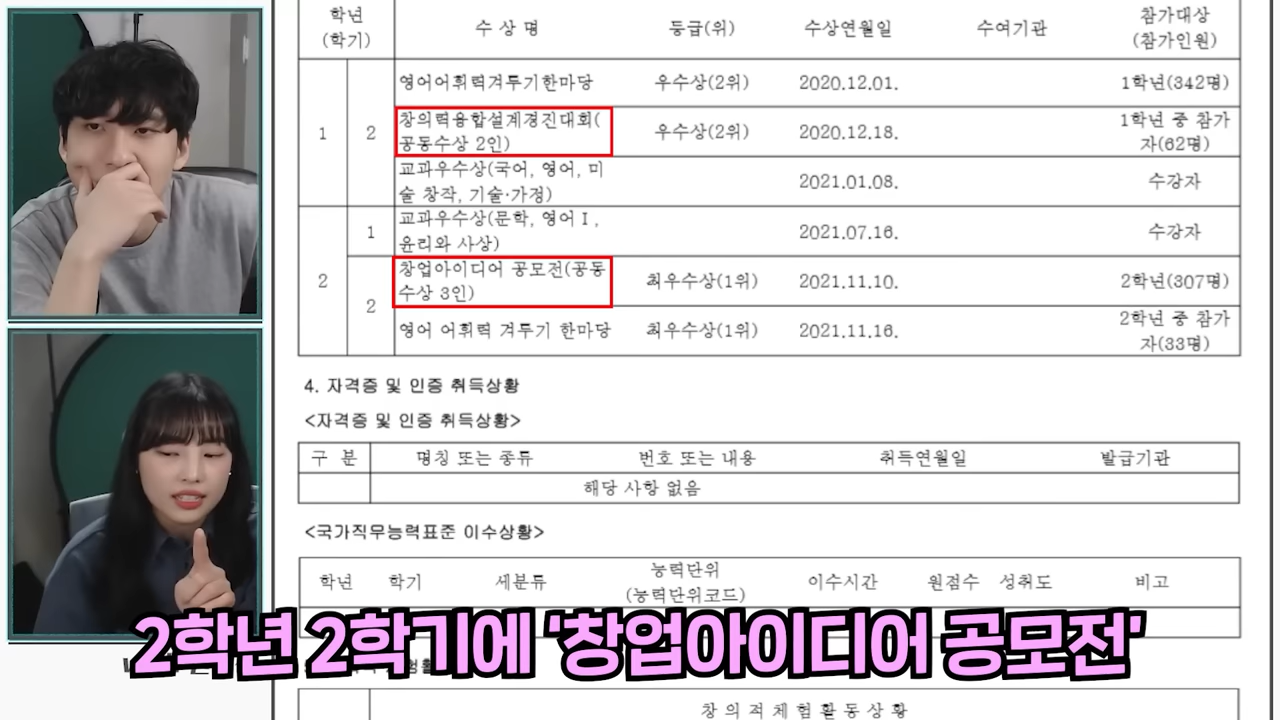 학년
(학기)
수 상 명
등급(위)
수상연월일
수여기관
참가대상
(참가인원)
1
2
영어어휘력겨루기한마당
우수상(2위)
2020.12.01.
1학년(342명)
창의력융합설계경진대회(
공동수상 2인)
우수상(2위)
2020.12.18.
1학년 중 참가
자(62명)
교과우수상(국어, 영어, 미
술 창작, 기술·가정)
2021.01.08.
수강자
2
1
교과우수상(문학, 영어Ⅰ,
윤리와 사상)
2021.07.16.
수강자
2
창업아이디어 공모전(공동
수상 3인)
최우수상(1위)
2021.11.10.
2학년(307명)
영어 어휘력 겨루기 한마당
최우수상(1위)
2021.11.16.
2학년 중 참가
자(33명)
4. 자격증 및 인증 취득상황
<자격증 및 인증 취득상황>
구 분
명칭 또는 종류
번호 또는 내용
취득연월일
발급기관
해당 사항 없음
<국가직무능력표준 이수상황>
학년
학기
세분류
능력단위
(능력단위코드)
이수시간
원점수
성취도
비고
2학년 2학기에 '창업아이디어 공모전'
창 의 적 체 험 활 동 상 황